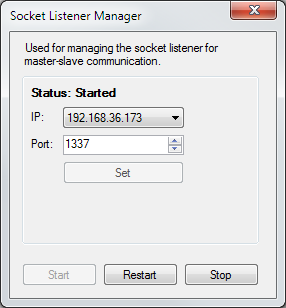 Socket Listener Manager
Used for managing the socket listener for
master-slave communication.
Status: Started
IP: 192.168.36.173
Port: 1337
Set
Start Restart Stop